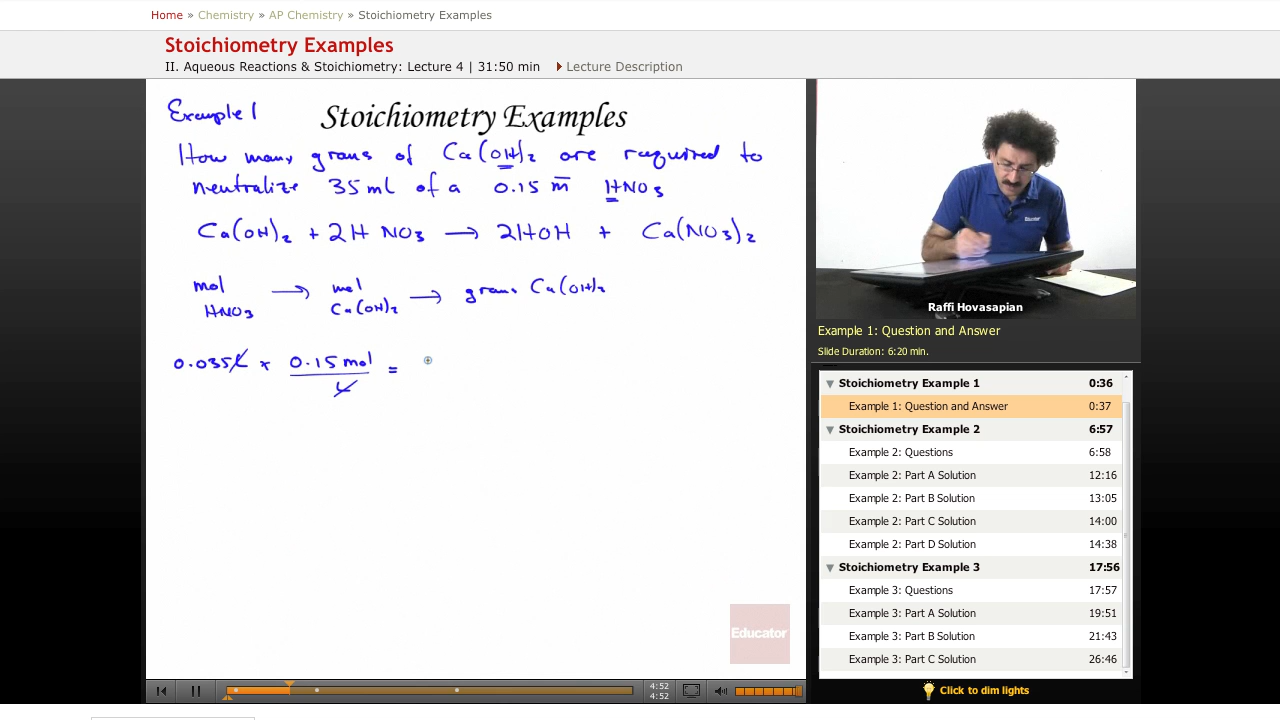 Home » Chemistry » AP Chemistry » Stoichiometry Examples
Stoichiometry Examples
II. Aqueous Reactions & Stoichiometry: Lecture 4 | 31:50 min Lecture Description
Example 1
Stoichiometry Examples
How many grams of Ca(OH)2 are required to
neutralize 35 ml of a 0.15 m HNO3
Ca(OH)2 + 2H NO3 → 2HOH + Ca(NO3)2
mol HNO3 → mol Ca(OH)2 → grams Ca(OH)2
0.035 L × 0.15 mol / L =
Educator
Educator
Raffi Hovasapian
Example 1: Question and Answer
Slide Duration: 6:20 min.
Stoichiometry Example 1 0:36
Example 1: Question and Answer 0:37
Stoichiometry Example 2 6:57
Example 2: Questions 6:58
Example 2: Part A Solution 12:16
Example 2: Part B Solution 13:05
Example 2: Part C Solution 14:00
Example 2: Part D Solution 14:38
Stoichiometry Example 3 17:56
Example 3: Questions 17:57
Example 3: Part A Solution 19:51
Example 3: Part B Solution 21:43
Example 3: Part C Solution 26:46
4:52
4:52
Click to dim lights